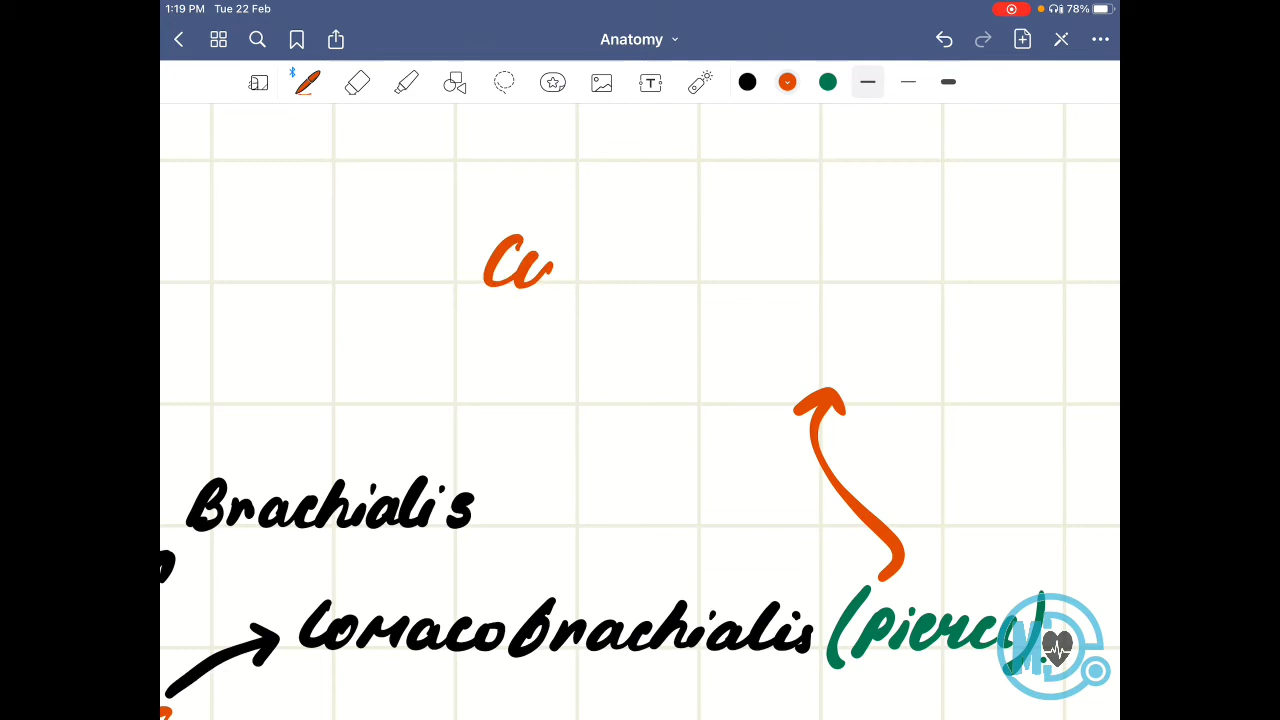 1:19 PM Tue 22 Feb 78%
Anatomy
T
Cu
Brachialis
Coracobrachialis (pierce)